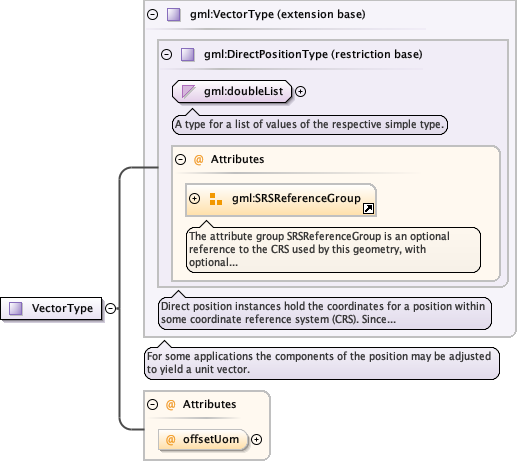 gml:VectorType (extension base)
gml:DirectPositionType (restriction base)
gml:doubleList
A type for a list of values of the respective simple type.
@ Attributes
gml:SRSReferenceGroup
The attribute group SRSReferenceGroup is an optional
reference to the CRS used by this geometry, with
optional...
Direct position instances hold the coordinates for a position within
some coordinate reference system (CRS). Since...
VectorType
For some applications the components of the position may be adjusted
to yield a unit vector.
@ Attributes
@ offsetUom